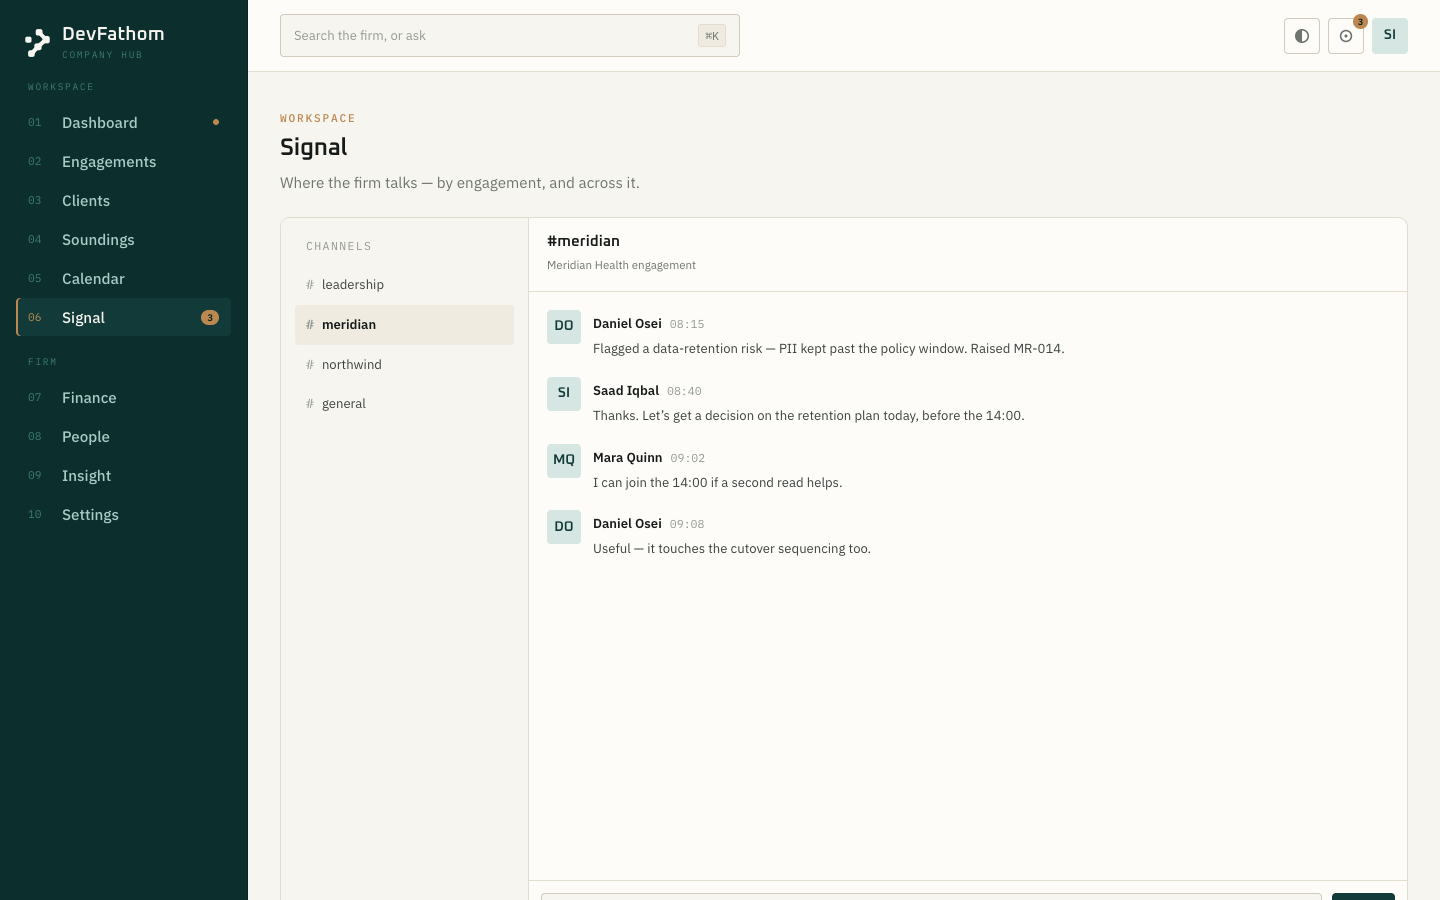 DevFathom
COMPANY HUB
WORKSPACE
01 Dashboard
02 Engagements
03 Clients
04 Soundings
05 Calendar
06 Signal 3
FIRM
07 Finance
08 People
09 Insight
10 Settings
Search the firm, or ask ⌘K
3
SI
WORKSPACE
Signal
Where the firm talks — by engagement, and across it.
CHANNELS
# leadership
# meridian
# northwind
# general
#meridian
Meridian Health engagement
DO Daniel Osei 08:15
Flagged a data-retention risk — PII kept past the policy window. Raised MR-014.
SI Saad Iqbal 08:40
Thanks. Let’s get a decision on the retention plan today, before the 14:00.
MQ Mara Quinn 09:02
I can join the 14:00 if a second read helps.
DO Daniel Osei 09:08
Useful — it touches the cutover sequencing too.